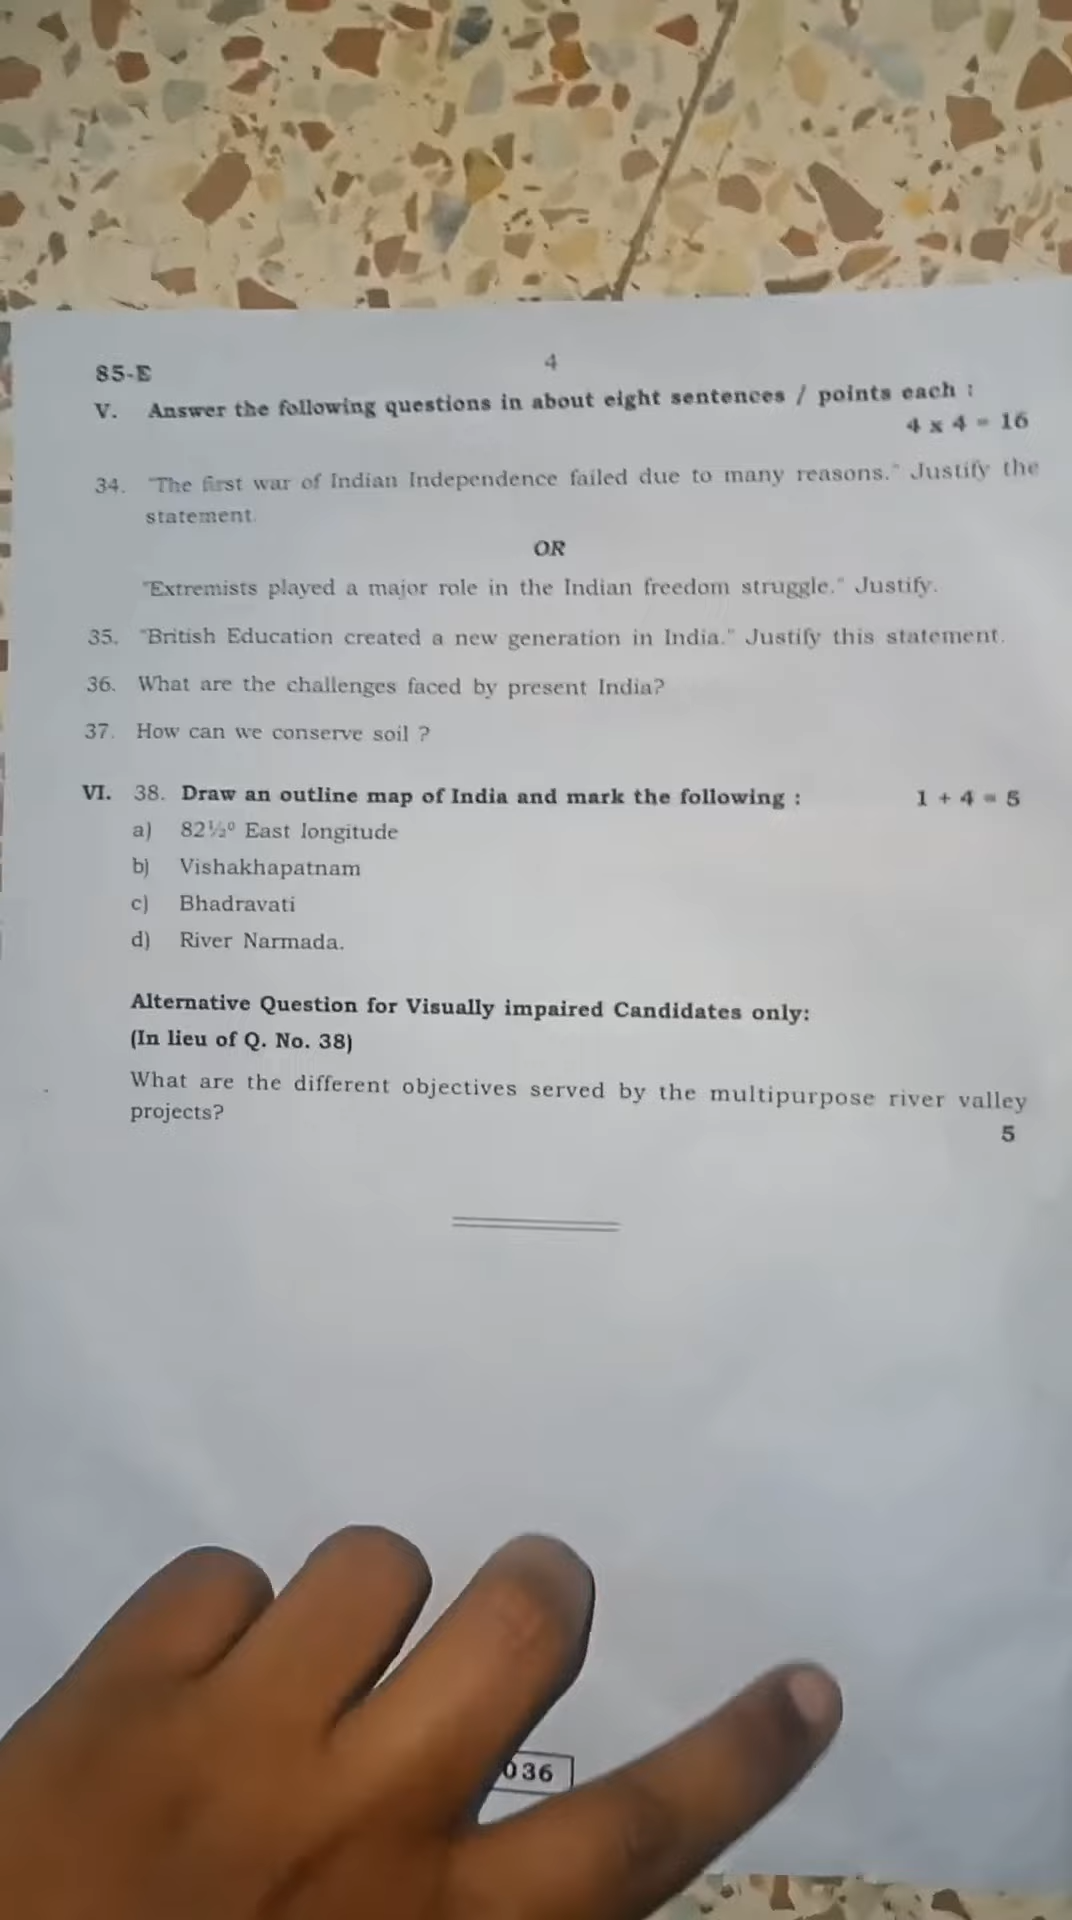 4
85-E
V. Answer the following questions in about eight sentences / points each :
4 x 4 = 16
34. "The first war of Indian Independence failed due to many reasons." Justify the
statement.
OR
"Extremists played a major role in the Indian freedom struggle." Justify.
35. "British Education created a new generation in India." Justify this statement.
36. What are the challenges faced by present India?
37. How can we conserve soil ?
VI. 38. Draw an outline map of India and mark the following : 1 + 4 = 5
a) 82½° East longitude
b) Vishakhapatnam
c) Bhadravati
d) River Narmada.
Alternative Question for Visually impaired Candidates only:
(In lieu of Q. No. 38)
What are the different objectives served by the multipurpose river valley
projects?
5
036